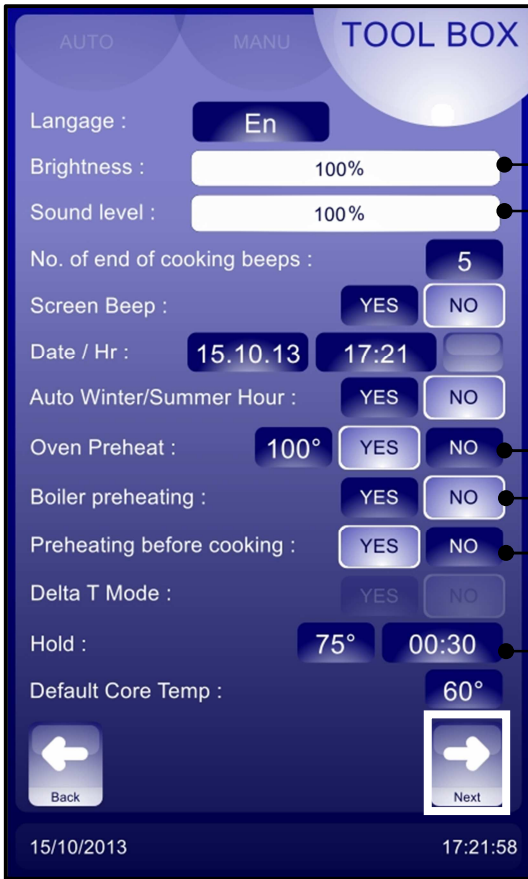 AUTO MANU TOOL BOX
Langage : En
Brightness : 100%
Sound level : 100%
No. of end of cooking beeps : 5
Screen Beep : YES NO
Date / Hr : 15.10.13 17:21
Auto Winter/Summer Hour : YES NO
Oven Preheat : 100° YES NO
Boiler preheating : YES NO
Preheating before cooking : YES NO
Delta T Mode : YES NO
Hold : 75° 00:30
Default Core Temp : 60°
Back Next
15/10/2013 17:21:58